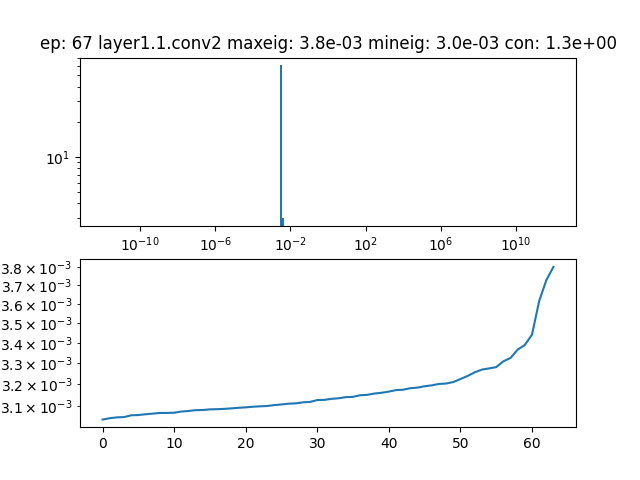 ep: 67 layer1.1.conv2 maxeig: 3.8e-03 mineig: 3.0e-03 con: 1.3e+00
10¹
10⁻¹⁰ 10⁻⁶ 10⁻² 10² 10⁶ 10¹⁰
3.8 × 10⁻³
3.7 × 10⁻³
3.6 × 10⁻³
3.5 × 10⁻³
3.4 × 10⁻³
3.3 × 10⁻³
3.2 × 10⁻³
3.1 × 10⁻³
0 10 20 30 40 50 60